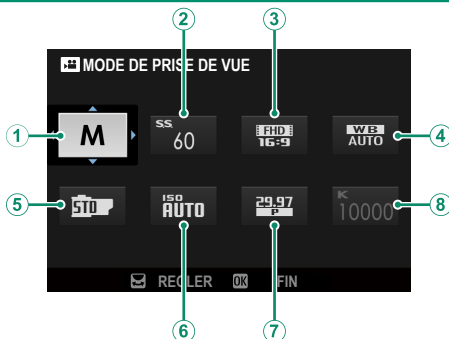 2 3
MODE DE PRISE DE VUE
1 M S.S. 60 FHD 16:9 WB AUTO 4
5 STD ISO AUTO 29.97 P K 10000 8
REGLER OK FIN
6 7